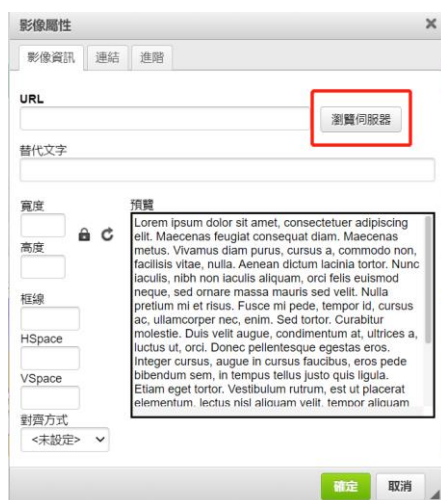 影像屬性
影像資訊 連結 進階
URL
瀏覽伺服器
替代文字
寬度
高度
框線
HSpace
VSpace
對齊方式
<未設定>
預覽
Lorem ipsum dolor sit amet, consectetuer adipiscing
elit. Maecenas feugiat consequat diam. Maecenas
metus. Vivamus diam purus, cursus a, commodo non,
facilisis vitae, nulla. Aenean dictum lacinia tortor. Nunc
iaculis, nibh non iaculis aliquam, orci felis euismod
neque, sed ornare massa mauris sed velit. Nulla
pretium mi et risus. Fusce mi pede, tempor id, cursus
ac, ullamcorper nec, enim. Sed tortor. Curabitur
molestie. Duis velit augue, condimentum at, ultrices a,
luctus ut, orci. Donec pellentesque egestas eros.
Integer cursus, augue in cursus faucibus, eros pede
bibendum sem, in tempus tellus justo quis ligula.
Etiam eget tortor. Vestibulum rutrum, est ut placerat
elementum, lectus nisl aliquam velit, tempor aliquam
確定 取消